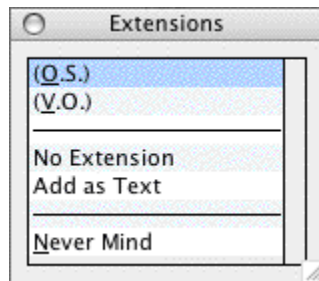 Extensions
(O.S.)
(V.O.)
No Extension
Add as Text
Never Mind